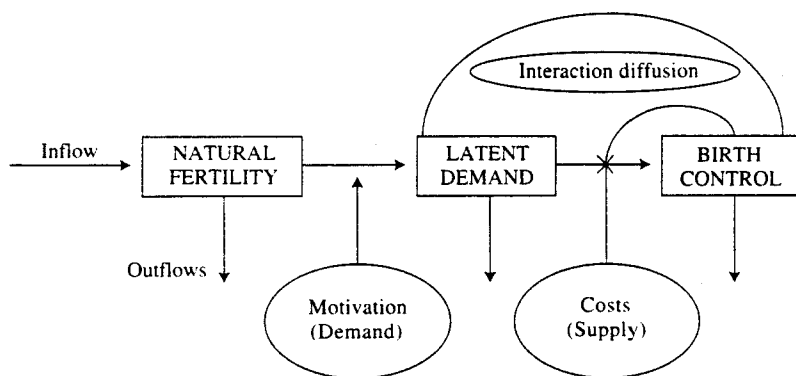 Interaction diffusion
Inflow
NATURAL
FERTILITY
LATENT
DEMAND
BIRTH
CONTROL
Outflows
Motivation
(Demand)
Costs
(Supply)